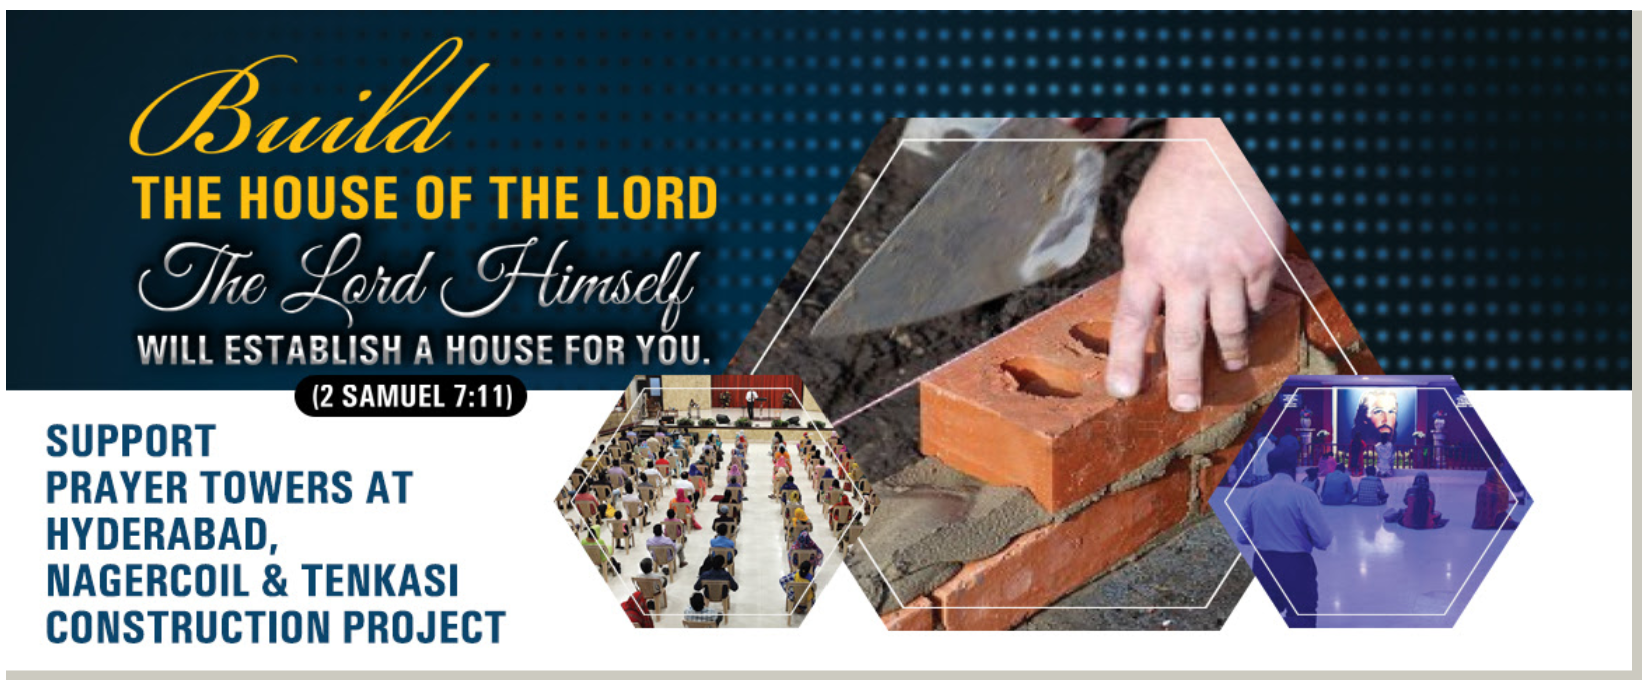 Build
THE HOUSE OF THE LORD
The Lord Himself
WILL ESTABLISH A HOUSE FOR YOU.
(2 SAMUEL 7:11)
SUPPORT
PRAYER TOWERS AT
HYDERABAD,
NAGERCOIL & TENKASI
CONSTRUCTION PROJECT